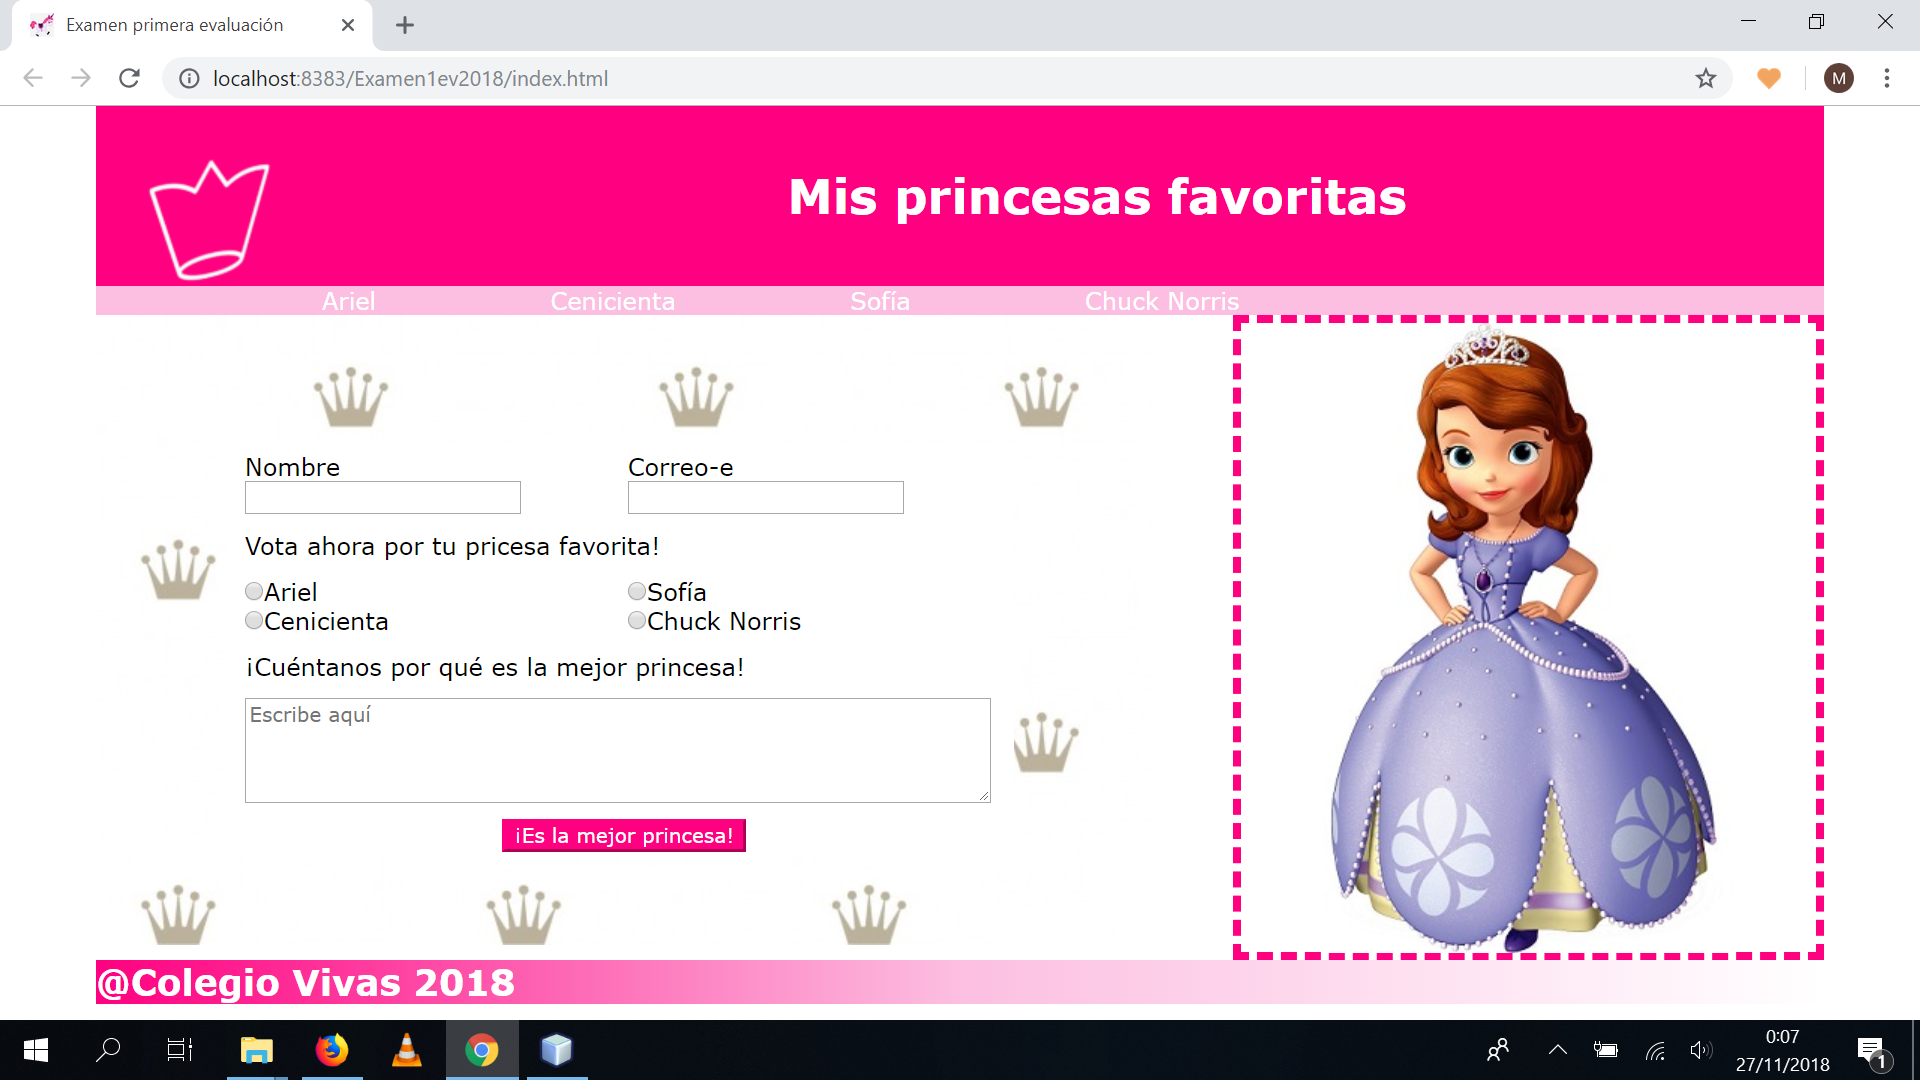 Examen primera evaluación
localhost:8383/Examen1ev2018/index.html
M
Mis princesas favoritas
Ariel Cenicienta Sofía Chuck Norris
Nombre Correo-e
Vota ahora por tu pricesa favorita!
Ariel Sofía
Cenicienta Chuck Norris
¡Cuéntanos por qué es la mejor princesa!
Escribe aquí
¡Es la mejor princesa!
@Colegio Vivas 2018
0:07
27/11/2018
1